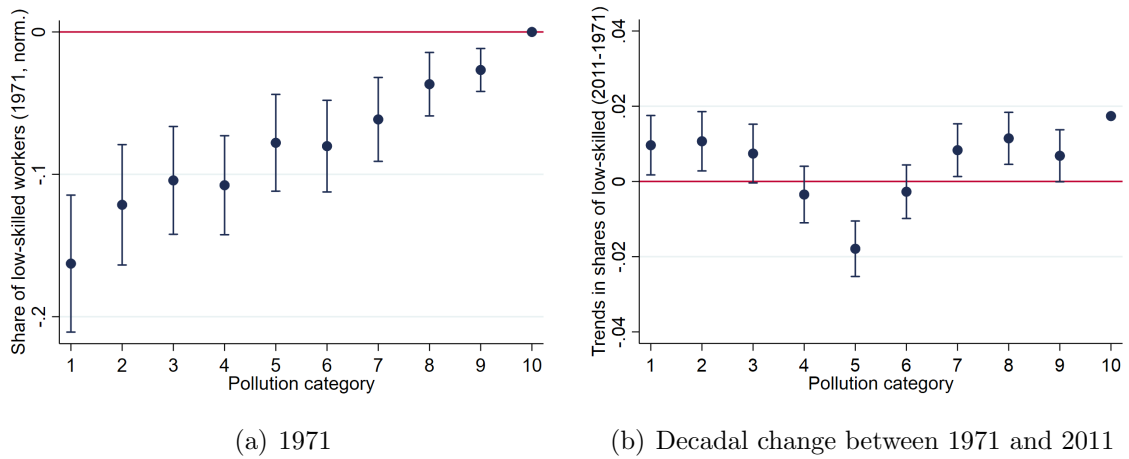 Share of low-skilled workers (1971, norm.)
0
-.1
-.2
1 2 3 4 5 6 7 8 9 10
Pollution category
(a) 1971
Trends in shares of low-skilled (2011-1971)
.04
.02
0
-.02
-.04
1 2 3 4 5 6 7 8 9 10
Pollution category
(b) Decadal change between 1971 and 2011